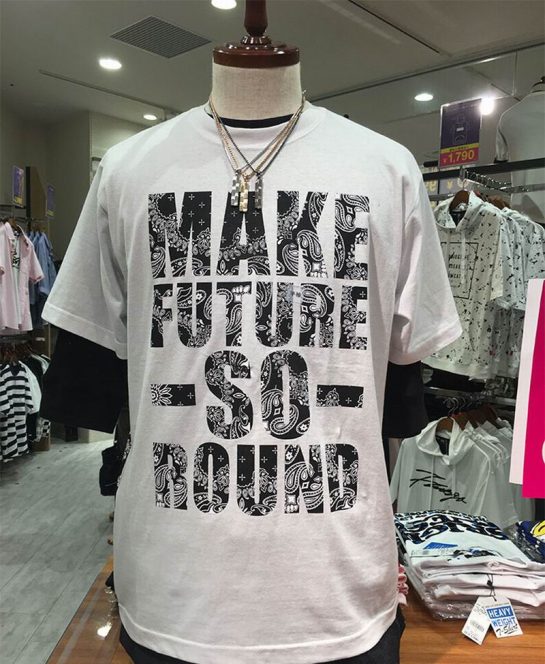 ¥1,790
MAKE
FUTURE
-SO-
ROUND
HEAVY
WEIGHT